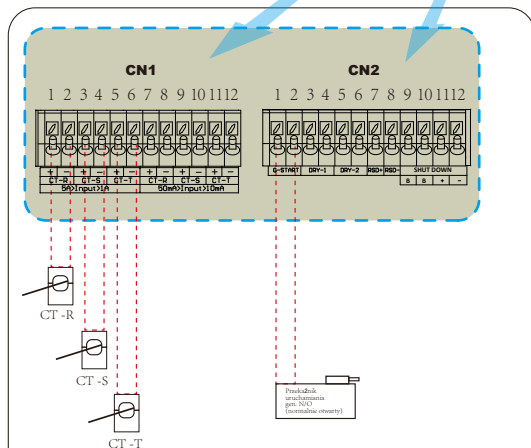 CN1
CN2
1 2 3 4 5 6 7 8 9 10 11 12
1 2 3 4 5 6 7 8 9 10 11 12
+ - + - + - + - + - + -
CT-R CT-S GT-T CT-R CT-S CT-T
5A>Input>1A 50mA>Input>10mA
G-START DRY-1 DRY-2 RSD+ RSD- SHUT DOWN
B B + -
CT -R
CT -S
CT -T
Przekaźnik
uruchamiania
gen. N/O
(normalnie otwarty)